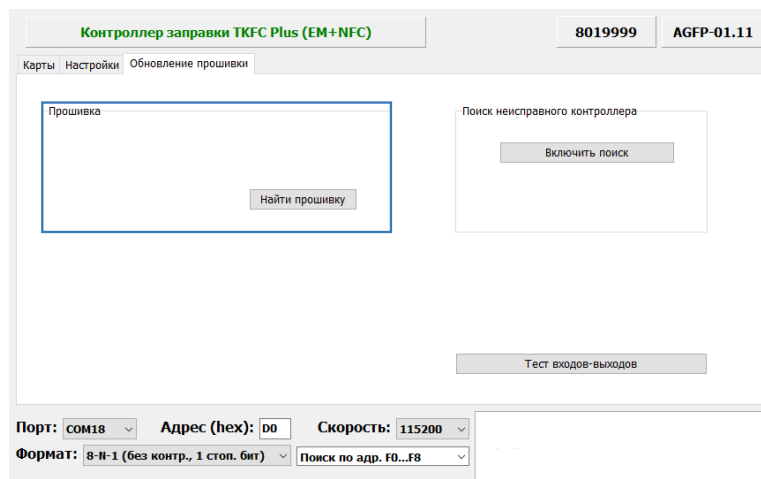 Контроллер заправки TKFC Plus (EM+NFC) 8019999 AGFP-01.11
Карты Настройки Обновление прошивки
Прошивка Поиск неисправного контроллера
Включить поиск
Найти прошивку
Тест входов-выходов
Порт: COM18 Адрес (hex): D0 Скорость: 115200
Формат: 8-N-1 (без контр., 1 стоп. бит) Поиск по адр. F0...F8